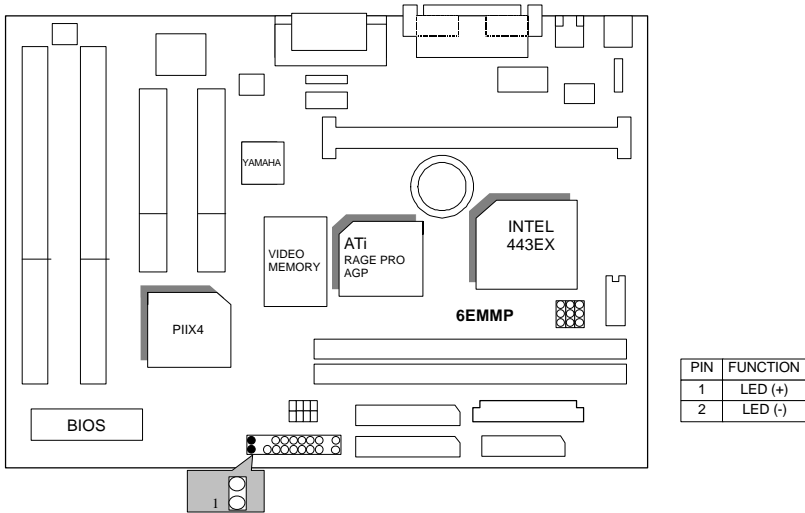 YAMAHA
VIDEO
MEMORY
ATi
RAGE PRO
AGP
INTEL
443EX
PIIX4
6EMMP
BIOS
1
PIN FUNCTION
1 LED (+)
2 LED (-)